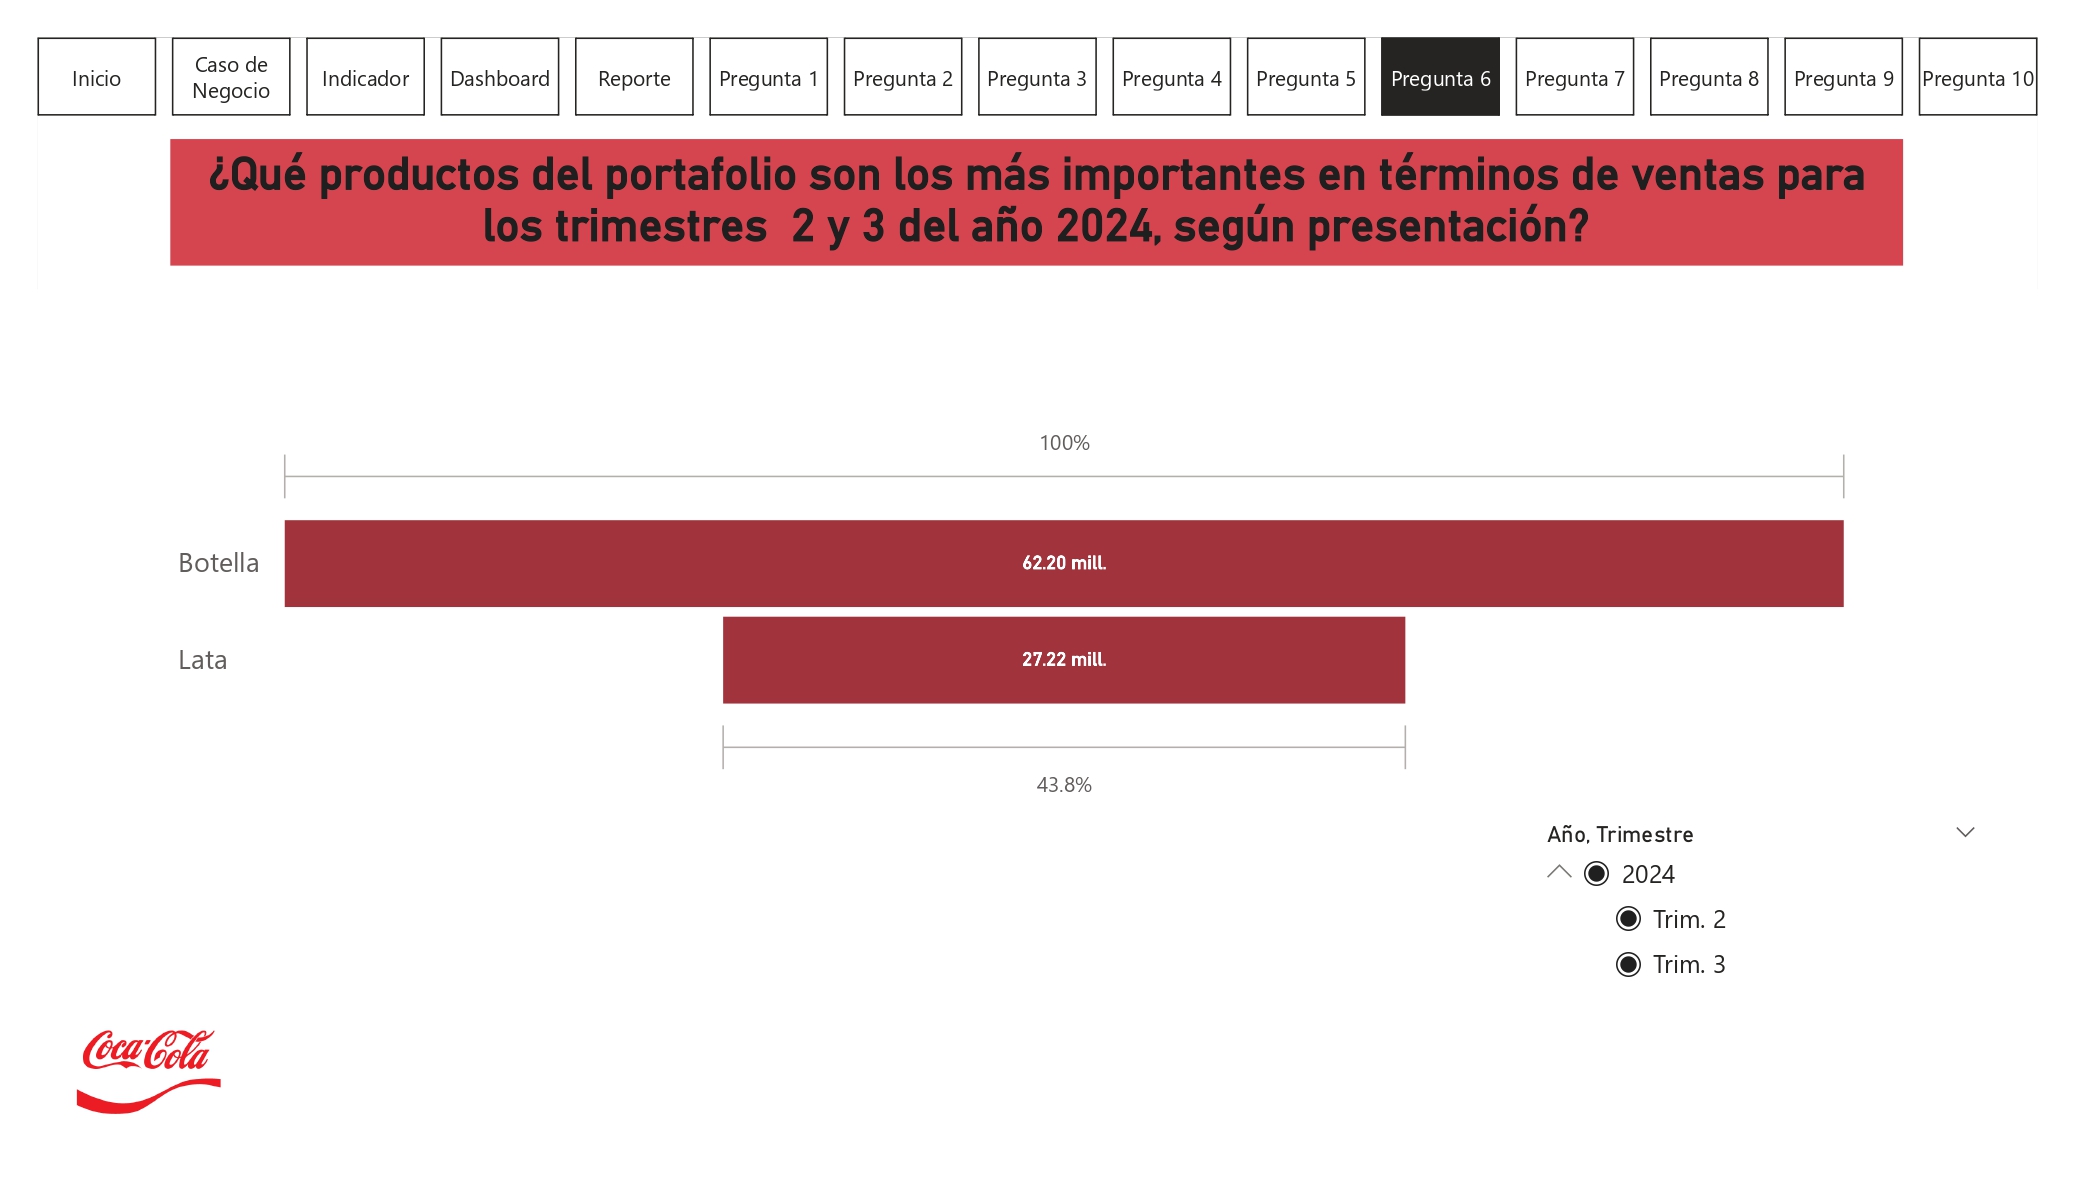 Inicio
Caso de
Negocio
Indicador
Dashboard
Reporte
Pregunta 1
Pregunta 2
Pregunta 3
Pregunta 4
Pregunta 5
Pregunta 6
Pregunta 7
Pregunta 8
Pregunta 9
Pregunta 10
¿Qué productos del portafolio son los más importantes en términos de ventas para
los trimestres  2 y 3 del año 2024, según presentación?
100%
Botella
62.20 mill.
Lata
27.22 mill.
43.8%
Año, Trimestre
2024
Trim. 2
Trim. 3
Coca-Cola